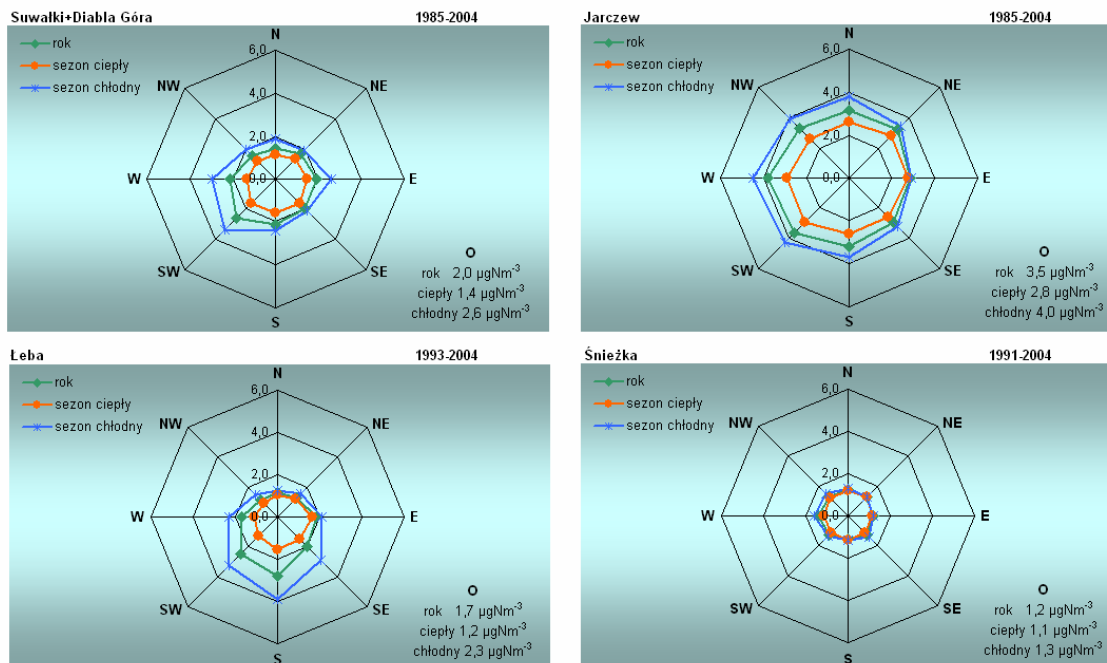 Suwałki+Diabla Góra 1985-2004
rok
sezon ciepły
sezon chłodny
N
NE
E
SE
S
SW
W
NW
6,0
4,0
2,0
0,0
O
rok 2,0 µgNm-3
ciepły 1,4 µgNm-3
chłodny 2,6 µgNm-3
Jarczew 1985-2004
rok
sezon ciepły
sezon chłodny
N
NE
E
SE
S
SW
W
NW
6,0
4,0
2,0
0,0
O
rok 3,5 µgNm-3
ciepły 2,8 µgNm-3
chłodny 4,0 µgNm-3
Łeba 1993-2004
rok
sezon ciepły
sezon chłodny
N
NE
E
SE
S
SW
W
NW
6,0
4,0
2,0
0,0
O
rok 1,7 µgNm-3
ciepły 1,2 µgNm-3
chłodny 2,3 µgNm-3
Śnieżka 1991-2004
rok
sezon ciepły
sezon chłodny
N
NE
E
SE
S
SW
W
NW
6,0
4,0
2,0
0,0
O
rok 1,2 µgNm-3
ciepły 1,1 µgNm-3
chłodny 1,3 µgNm-3